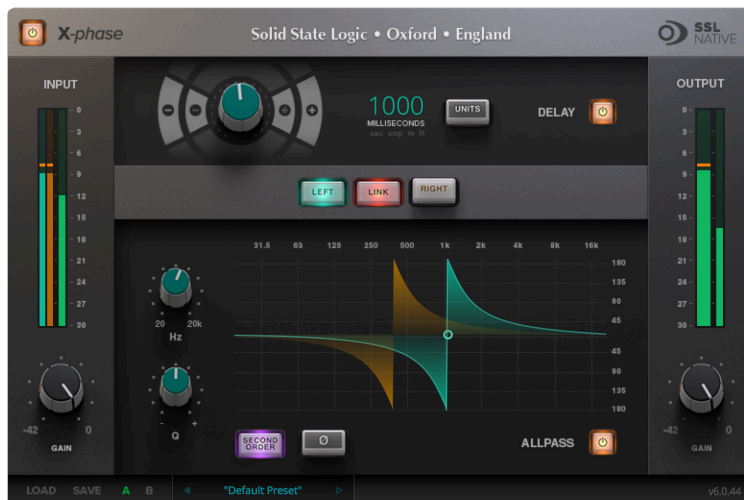 X-phase
Solid State Logic • Oxford • England
SSL
NATIVE
INPUT
0
3
6
9
12
15
18
21
24
27
30
-42
0
GAIN
1000
MILLISECONDS
sec smp m ft
UNITS
DELAY
LEFT
LINK
RIGHT
31.5 63 125 250 500 1k 2k 4k 8k 16k
180
135
90
45
45
90
135
180
20 20k
Hz
- +
Q
SECOND
ORDER
Ø
ALLPASS
OUTPUT
0
3
6
9
12
15
18
21
24
27
30
-42
0
GAIN
LOAD SAVE A B "Default Preset" v6.0.44